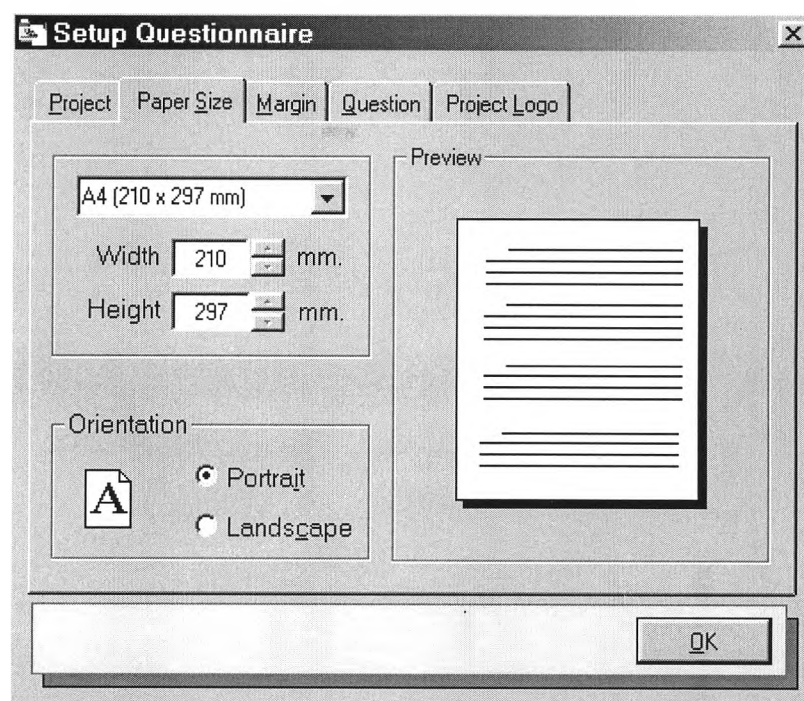 Setup Questionnaire
Project Paper Size Margin Question Project Logo
A4 (210 x 297 mm)
Width 210 mm.
Height 297 mm.
Preview
Orientation
A
Portrait
Landscape
OK